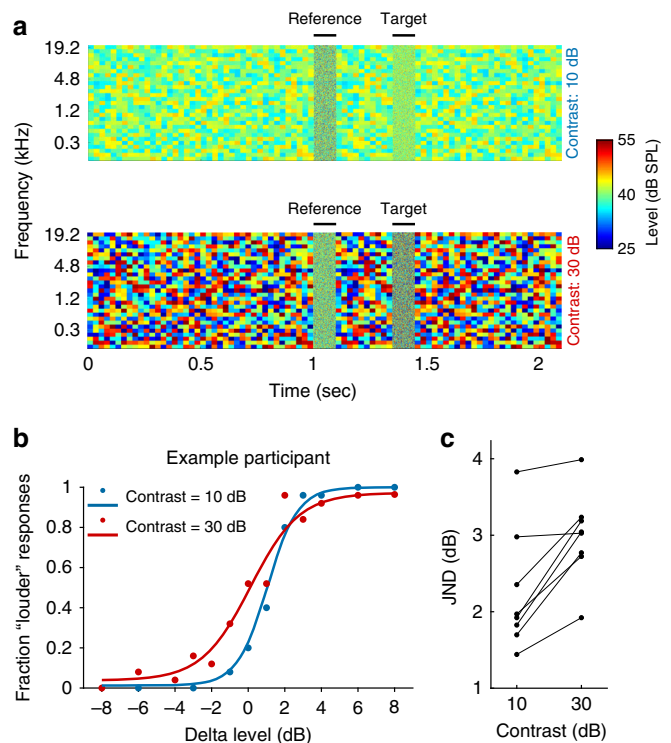 a
Reference Target
19.2
4.8
1.2
0.3
Contrast: 10 dB
Frequency (kHz)
Reference Target
19.2
4.8
1.2
0.3
Contrast: 30 dB
0 0.5 1 1.5 2
Time (sec)
55
40
25
Level (dB SPL)
b
Example participant
Contrast = 10 dB
Contrast = 30 dB
Fraction “louder” responses
1
0.8
0.6
0.4
0.2
0
–8 –6 –4 –2 0 2 4 6 8
Delta level (dB)
c
JND (dB)
4
3
2
1
10 30
Contrast (dB)